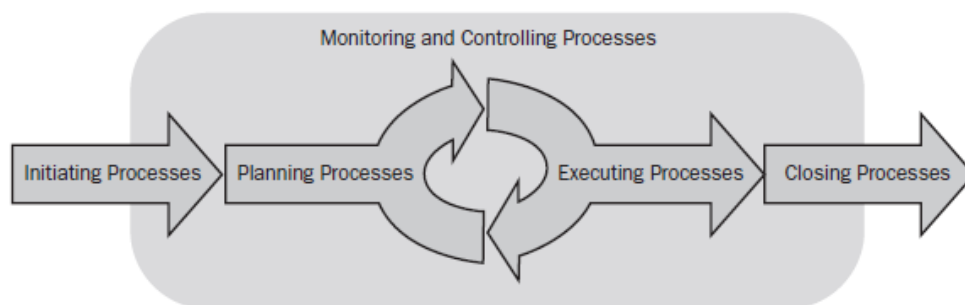 Monitoring and Controlling Processes
Initiating Processes
Planning Processes
Executing Processes
Closing Processes